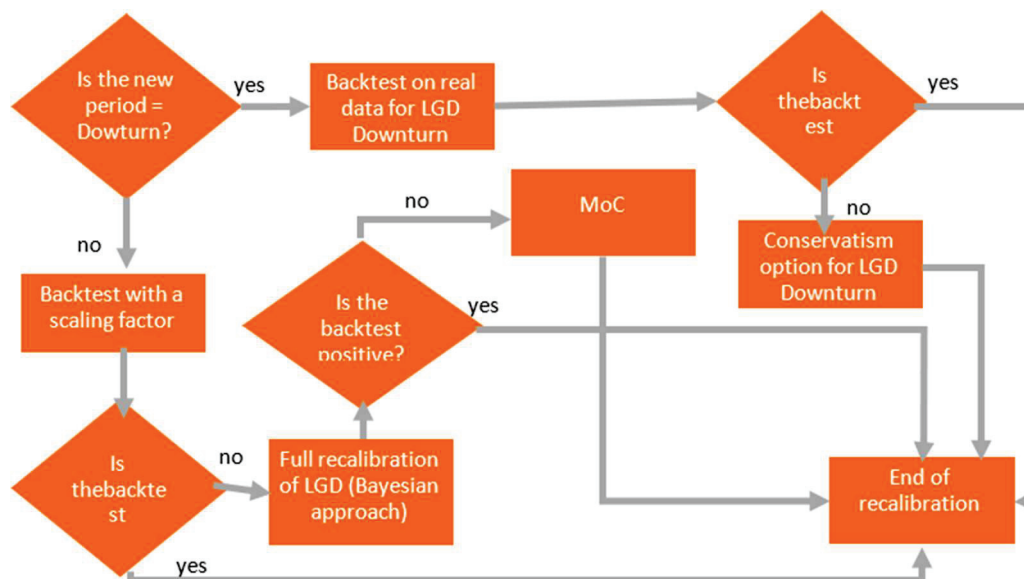 Is the new
period =
Dowturn?
yes
Backtest on real
data for LGD
Downturn
Is
thebackt
est
yes
no
Backtest with a
scaling factor
no
MoC
no
Conservatism
option for LGD
Downturn
Is the
backtest
positive?
yes
Is
thebackte
st
no
Full recalibration
of LGD (Bayesian
approach)
End of
recalibration
yes